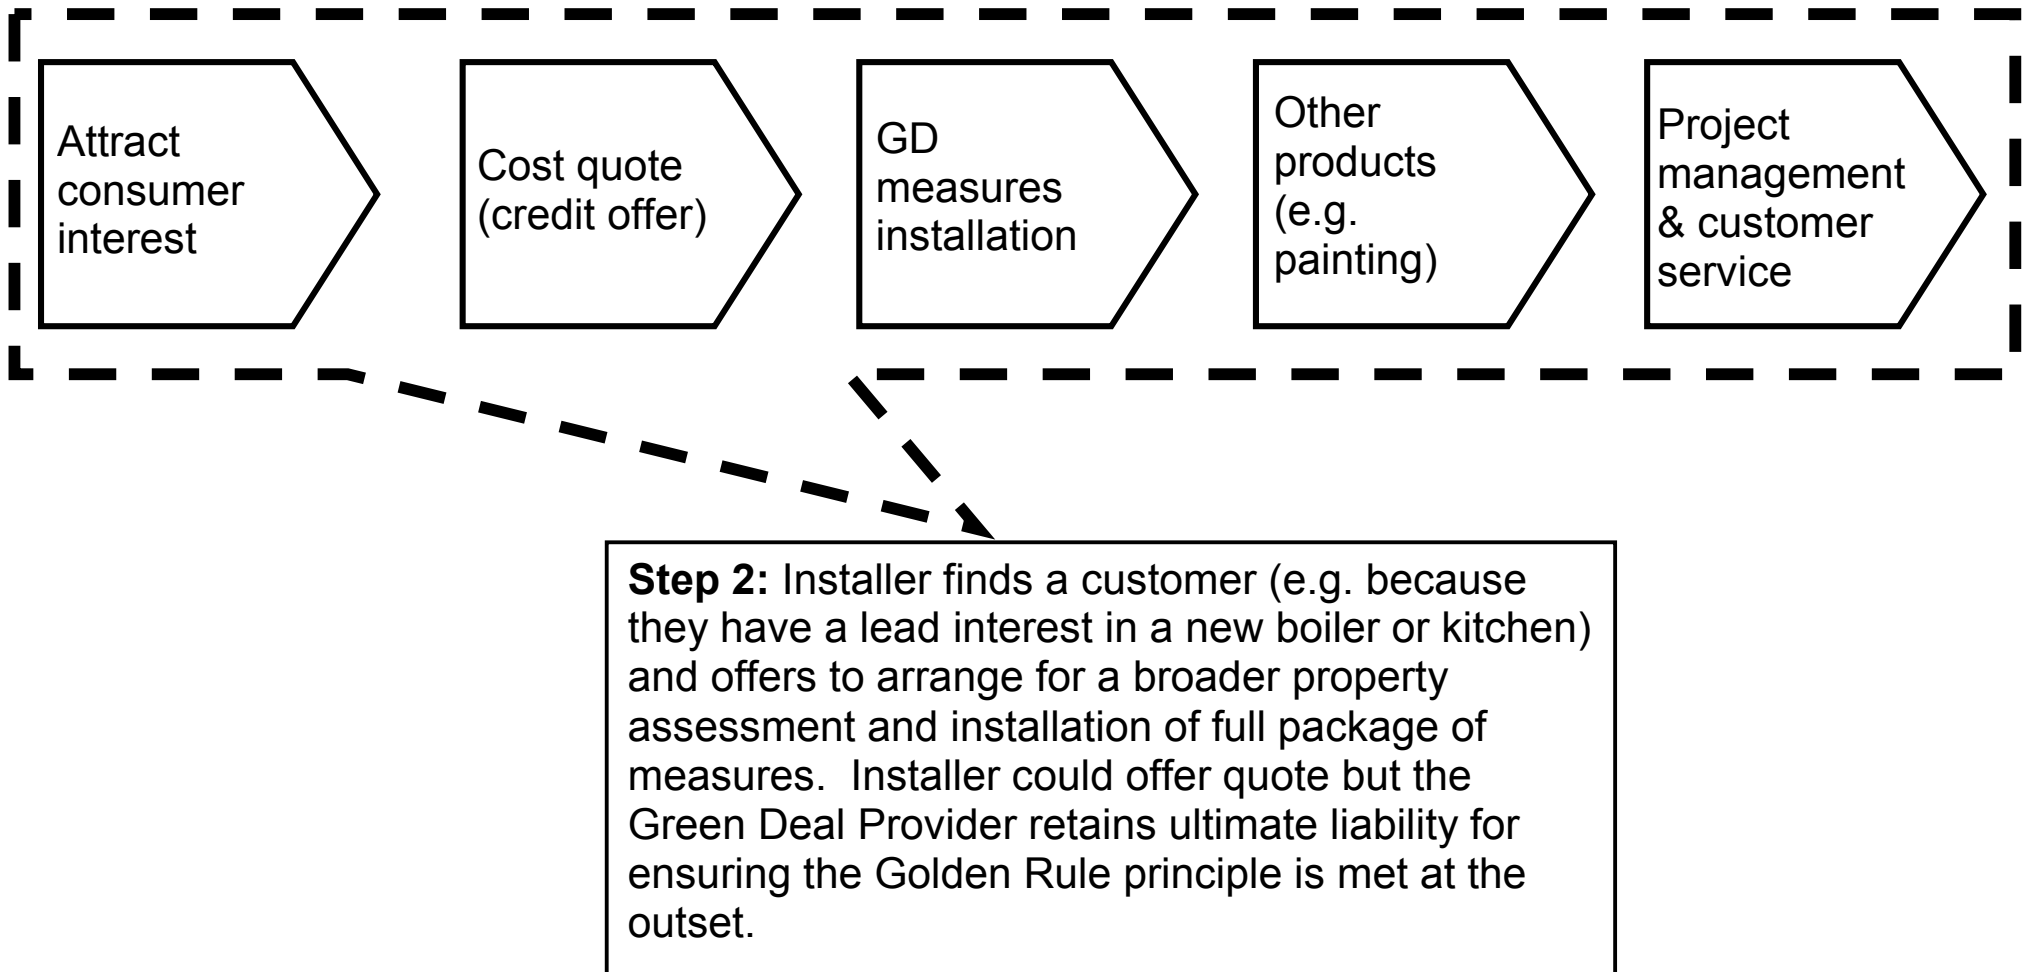 Attract
consumer
interest
Cost quote
(credit offer)
GD
measures
installation
Other
products
(e.g.
painting)
Project
management
& customer
service
Step 2: Installer finds a customer (e.g. because
they have a lead interest in a new boiler or kitchen)
and offers to arrange for a broader property
assessment and installation of full package of
measures.  Installer could offer quote but the
Green Deal Provider retains ultimate liability for
ensuring the Golden Rule principle is met at the
outset.